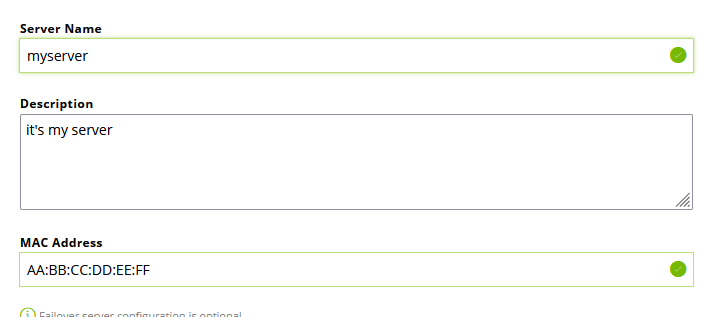 Server Name
myserver
Description
it's my server
MAC Address
AA:BB:CC:DD:EE:FF
Failover server configuration is optional